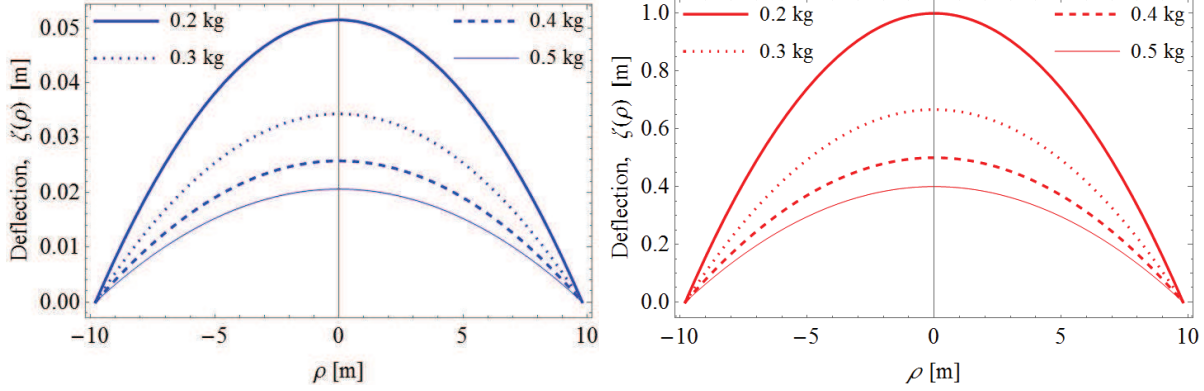 0.2 kg
0.4 kg
0.3 kg
0.5 kg
Deflection, ζ(ρ) [m]
0.05
0.04
0.03
0.02
0.01
0.00
−10
−5
0
5
10
ρ [m]
0.2 kg
0.4 kg
0.3 kg
0.5 kg
Deflection, ζ(ρ) [m]
1.0
0.8
0.6
0.4
0.2
0.0
−10
−5
0
5
10
ρ [m]